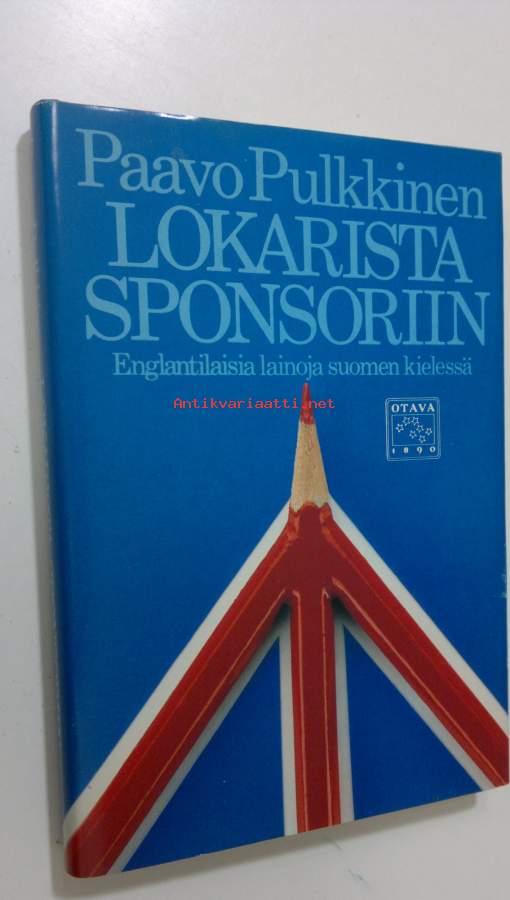 Paavo Pulkkinen
LOKARISTA
SPONSORIIN
Englantilaisia lainoja suomen kielessä
Antikvariaatti.net
OTAVA
1890